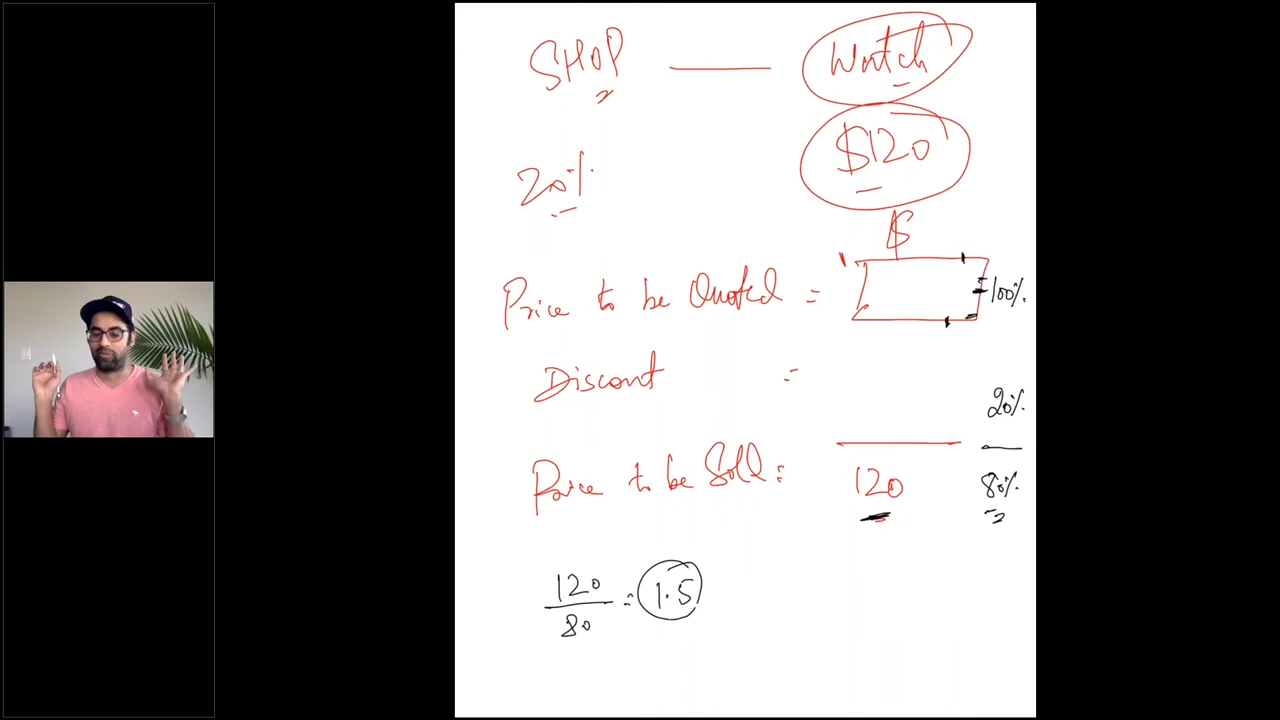 SHOP — Watch
$120
20%
$
Price to be Quoted = 100%
Discount =
20%
Price to be Sold = 120 80%
120/80 = 1.5